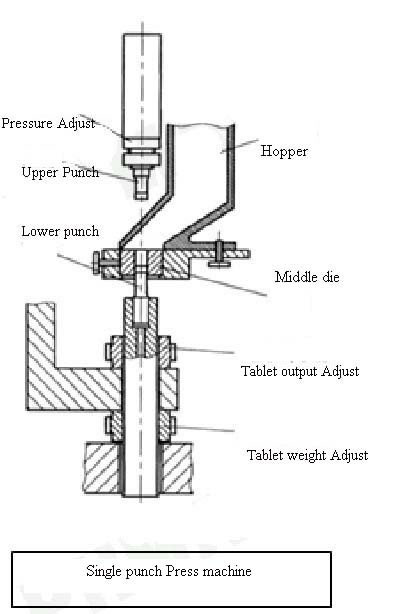 Pressure Adjust
Upper Punch
Hopper
Lower punch
Middle die
Tablet output Adjust
Tablet weight Adjust
Single punch Press machine